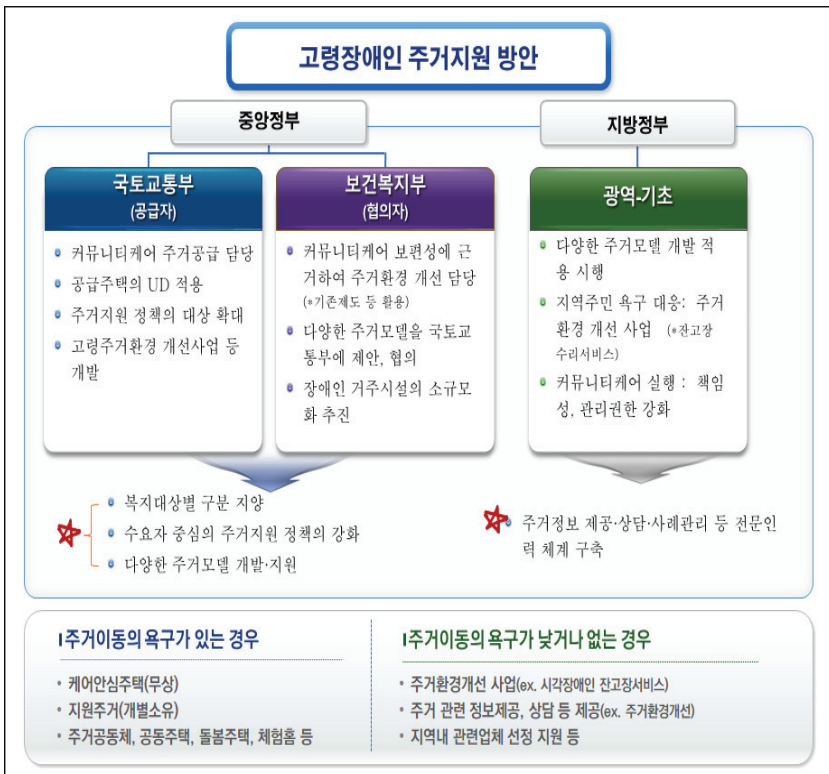 고령장애인 주거지원 방안
중앙정부
국토교통부
(공급자)
• 커뮤니티케어 주거공급 담당
• 공급주택의 UD 적용
• 주거지원 정책의 대상 확대
• 고령주거환경 개선사업 등
개발
보건복지부
(협의자)
• 커뮤니티케어 보편성에 근
거하여 주거환경 개선 담당
(*기존제도 등 활용)
• 다양한 주거모델을 국토교
통부에 제안, 협의
• 장애인 거주시설의 소규모
화 추진
• 복지대상별 구분 지양
• 수요자 중심의 주거지원 정책의 강화
• 다양한 주거모델 개발·지원
지방정부
광역-기초
• 다양한 주거모델 개발 적
용 시행
• 지역주민 욕구 대응: 주거
환경 개선 사업 (*잔고장
수리서비스)
• 커뮤니티케어 실행 : 책임
성, 관리권한 강화
• 주거정보 제공·상담·사례관리 등 전문인
력 체계 구축
주거이동의 욕구가 있는 경우
• 케어안심주택(무상)
• 지원주거(개별소유)
• 주거공동체, 공동주택, 돌봄주택, 체험홈 등
주거이동의 욕구가 낮거나 없는 경우
• 주거환경개선 사업(ex. 시각장애인 잔고장서비스)
• 주거 관련 정보제공, 상담 등 제공(ex. 주거환경개선)
• 지역내 관련업체 선정 지원 등